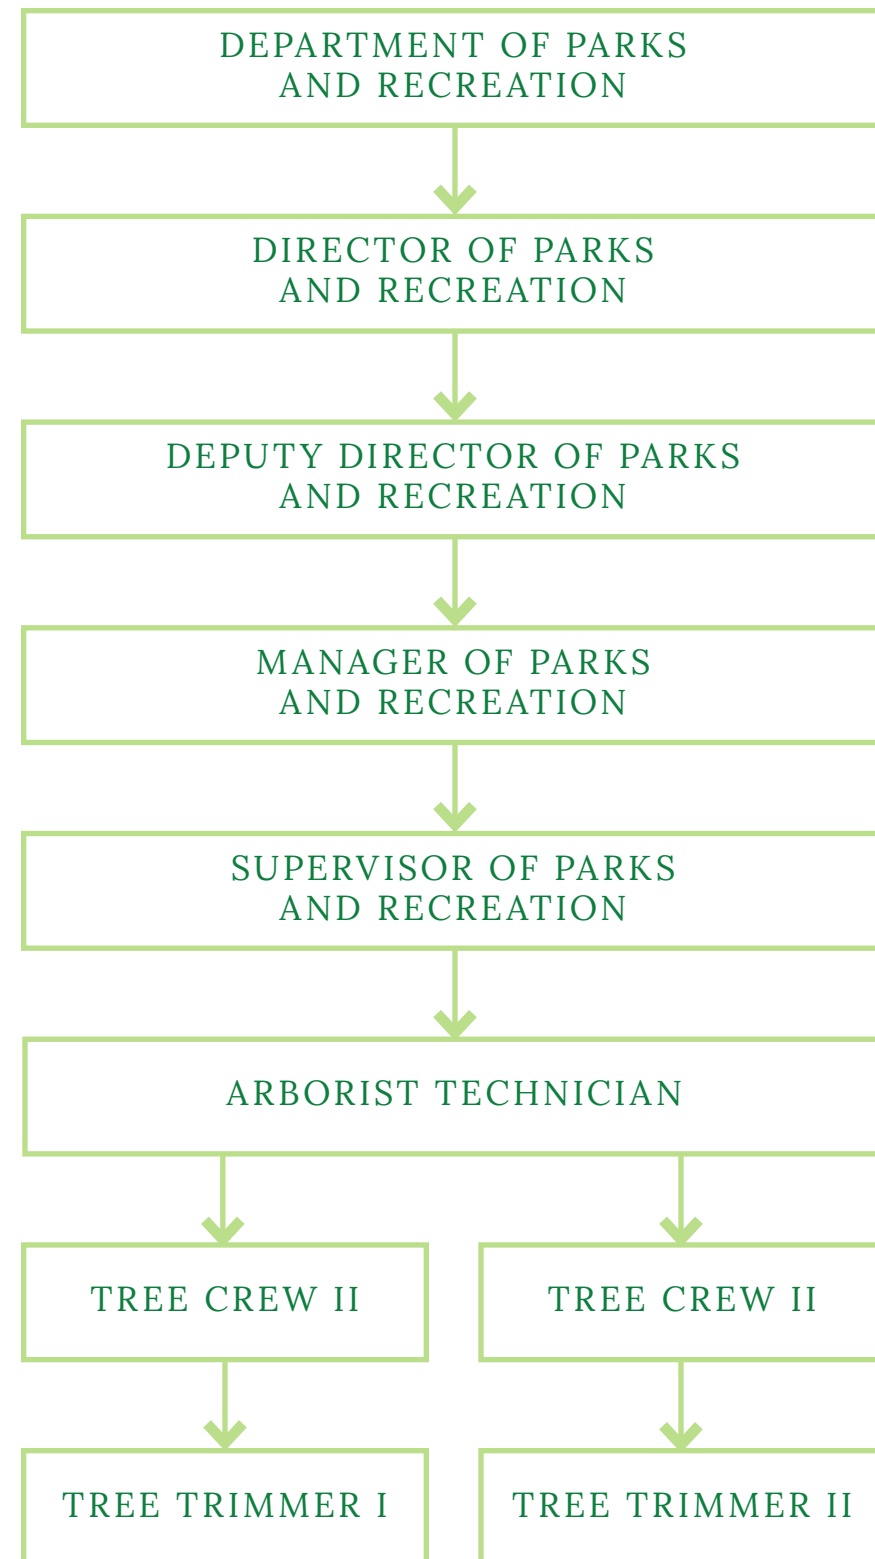 DEPARTMENT OF PARKS
AND RECREATION
DIRECTOR OF PARKS
AND RECREATION
DEPUTY DIRECTOR OF PARKS
AND RECREATION
MANAGER OF PARKS
AND RECREATION
SUPERVISOR OF PARKS
AND RECREATION
ARBORIST TECHNICIAN
TREE CREW II
TREE CREW II
TREE TRIMMER I
TREE TRIMMER II